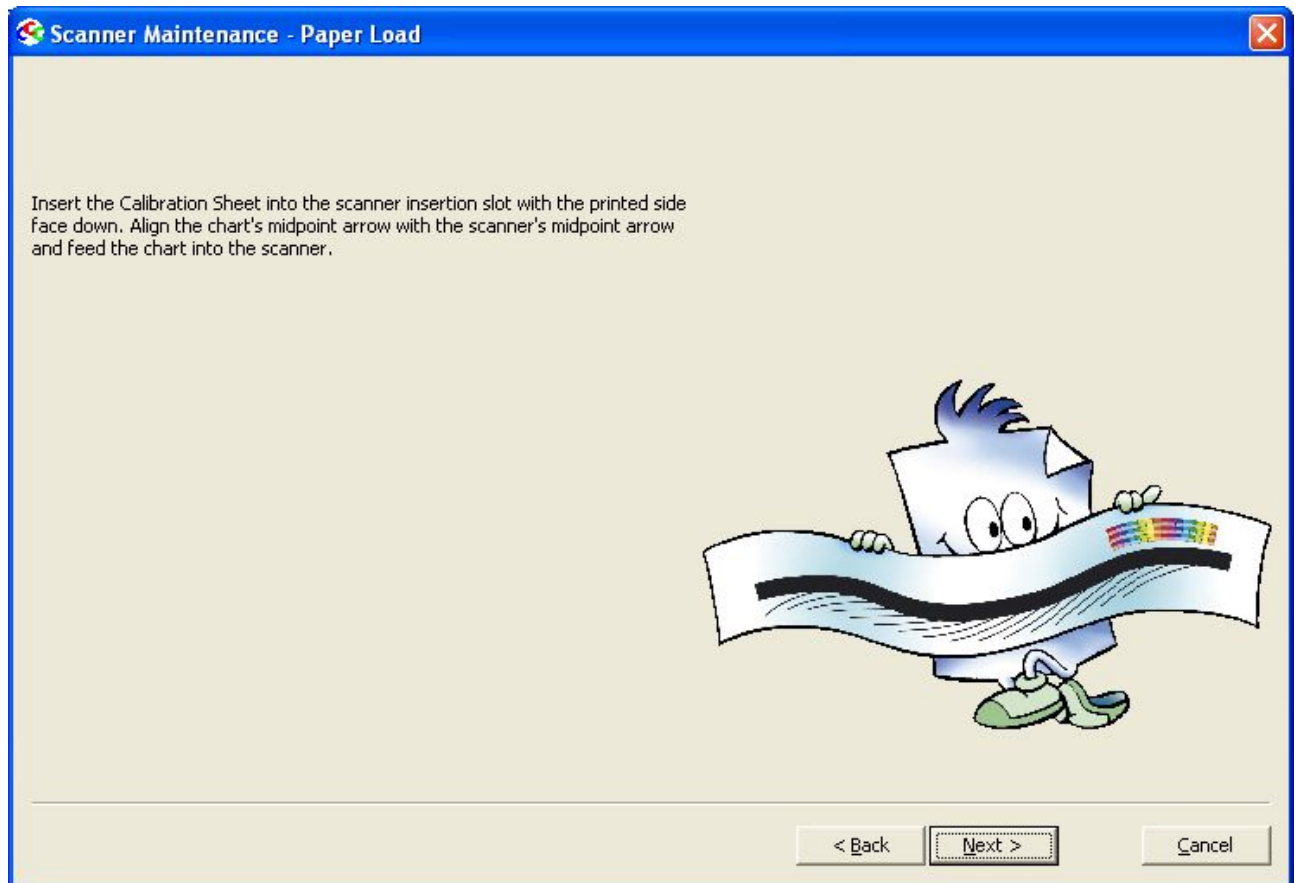 Scanner Maintenance - Paper Load
Insert the Calibration Sheet into the scanner insertion slot with the printed side
face down. Align the chart's midpoint arrow with the scanner's midpoint arrow
and feed the chart into the scanner.
< Back
Next >
Cancel